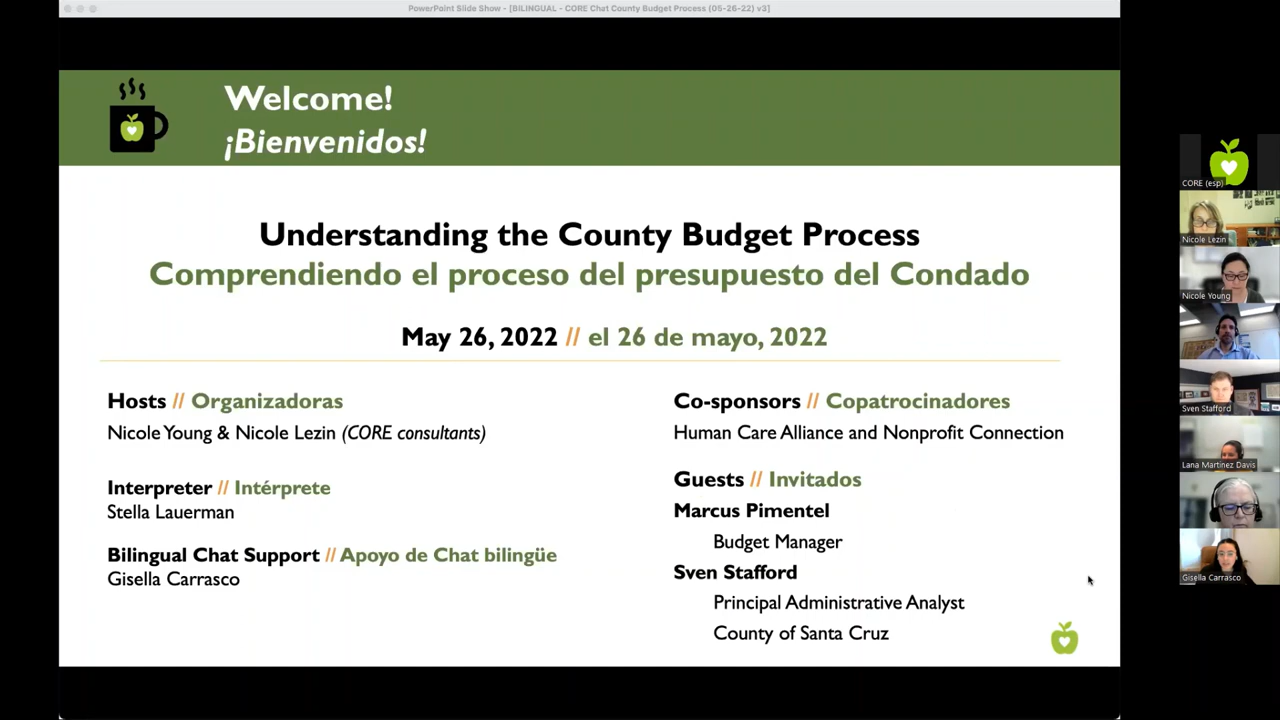 PowerPoint Slide Show - [BILINGUAL - CORE Chat County Budget Process (05-26-22) v3]
Welcome!
¡Bienvenidos!
Understanding the County Budget Process
Comprendiendo el proceso del presupuesto del Condado
May 26, 2022 // el 26 de mayo, 2022
Hosts // Organizadoras
Nicole Young & Nicole Lezin (CORE consultants)
Interpreter // Intérprete
Stella Lauerman
Bilingual Chat Support // Apoyo de Chat bilingüe
Gisella Carrasco
Co-sponsors // Copatrocinadores
Human Care Alliance and Nonprofit Connection
Guests // Invitados
Marcus Pimentel
Budget Manager
Sven Stafford
Principal Administrative Analyst
County of Santa Cruz
CORE (esp)
Nicole Lezin
Nicole Young
Sven Stafford
Lana Martinez Davis
Gisella Carrasco